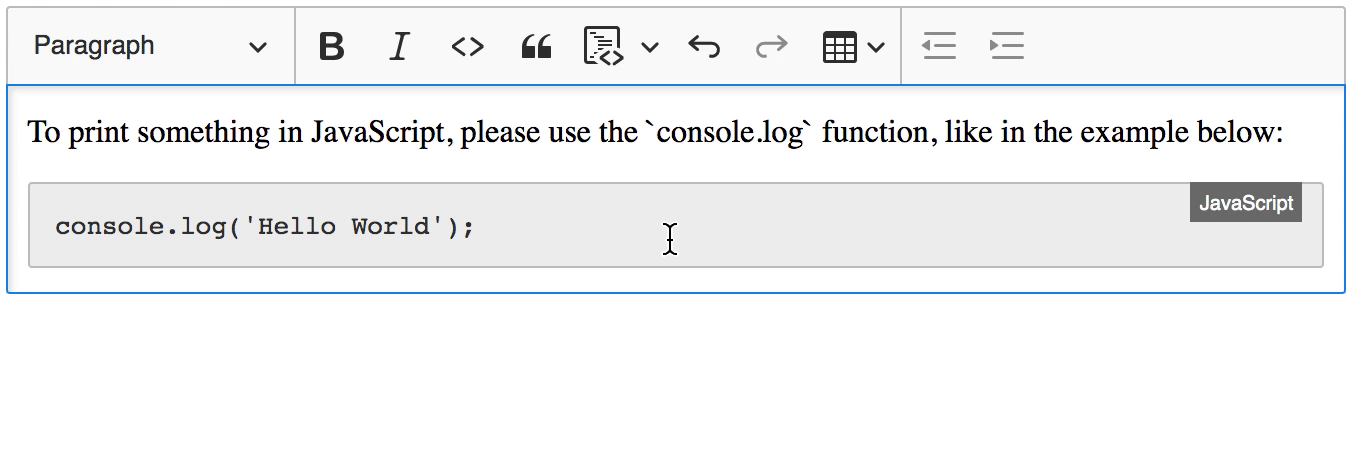 Paragraph
To print something in JavaScript, please use the `console.log` function, like in the example below:
JavaScript
console.log('Hello World');